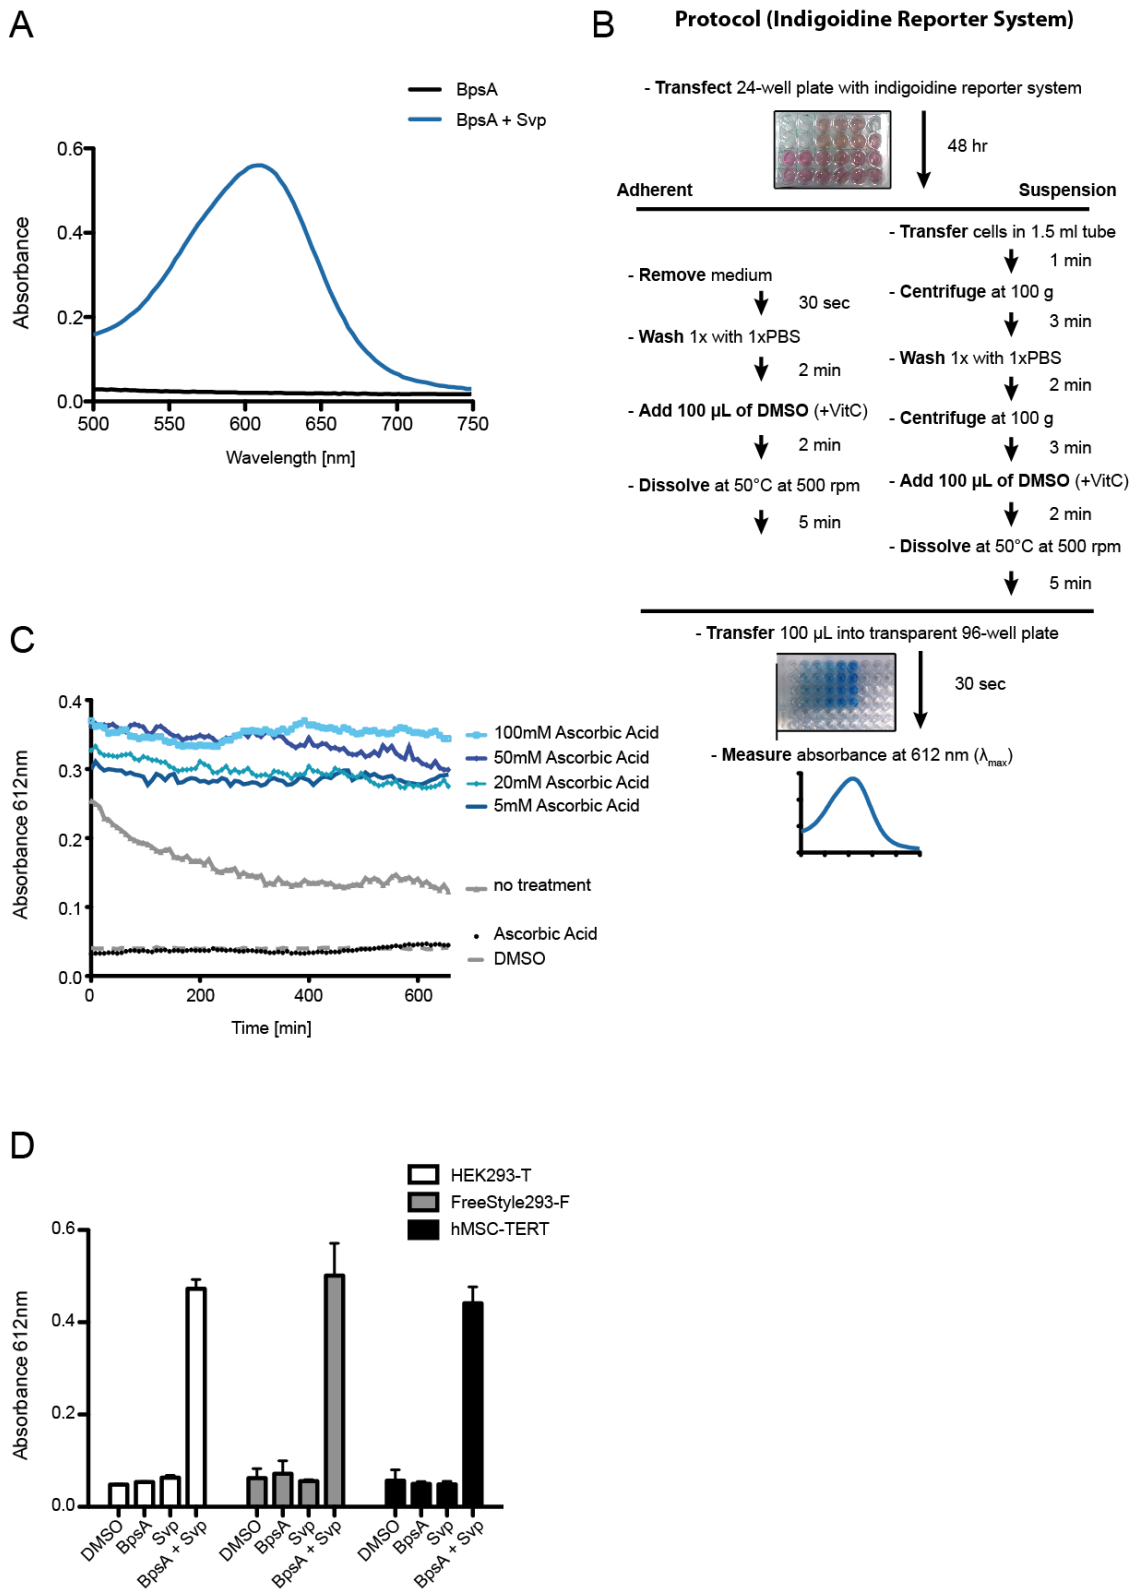 A
BpsA
BpsA + Svp
0.6
0.4
0.2
0.0
500
550
600
650
700
750
Absorbance
Wavelength [nm]
B
Protocol (Indigoidine Reporter System)
- Transfect 24-well plate with indigoidine reporter system
48 hr
Adherent
Suspension
- Remove medium
30 sec
- Wash 1x with 1xPBS
2 min
- Add 100 µL of DMSO (+VitC)
2 min
- Dissolve at 50°C at 500 rpm
5 min
- Transfer cells in 1.5 ml tube
1 min
- Centrifuge at 100 g
3 min
- Wash 1x with 1xPBS
2 min
- Centrifuge at 100 g
3 min
- Add 100 µL of DMSO (+VitC)
2 min
- Dissolve at 50°C at 500 rpm
5 min
- Transfer 100 µL into transparent 96-well plate
30 sec
- Measure absorbance at 612 nm (λmax)
C
0.4
0.3
0.2
0.1
0.0
0
200
400
600
Absorbance 612nm
Time [min]
100mM Ascorbic Acid
50mM Ascorbic Acid
20mM Ascorbic Acid
5mM Ascorbic Acid
no treatment
Ascorbic Acid
DMSO
D
HEK293-T
FreeStyle293-F
hMSC-TERT
0.6
0.4
0.2
0.0
Absorbance 612nm
DMSO
BpsA
Svp
BpsA + Svp
DMSO
BpsA
Svp
BpsA + Svp
DMSO
BpsA
Svp
BpsA + Svp